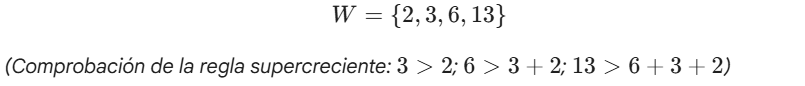 W = {2, 3, 6, 13}
(Comprobación de la regla supercreciente: 3 > 2; 6 > 3 + 2; 13 > 6 + 3 + 2)